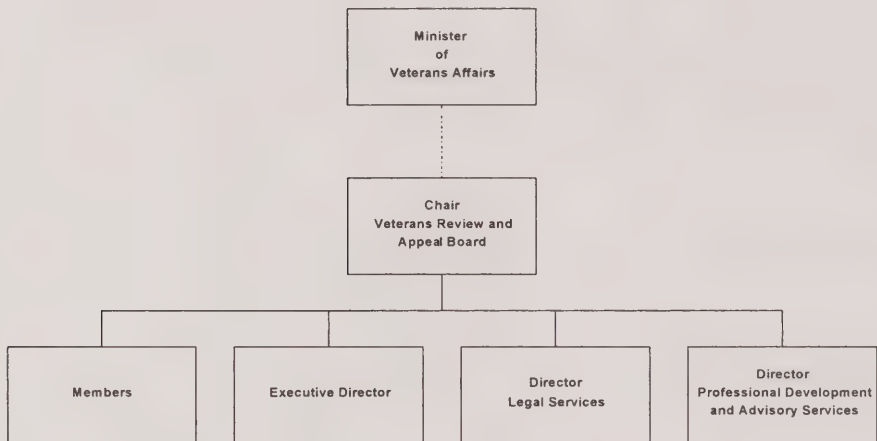 Minister
of
Veterans Affairs
Chair
Veterans Review and
Appeal Board
Members
Executive Director
Director
Legal Services
Director
Professional Development
and Advisory Services